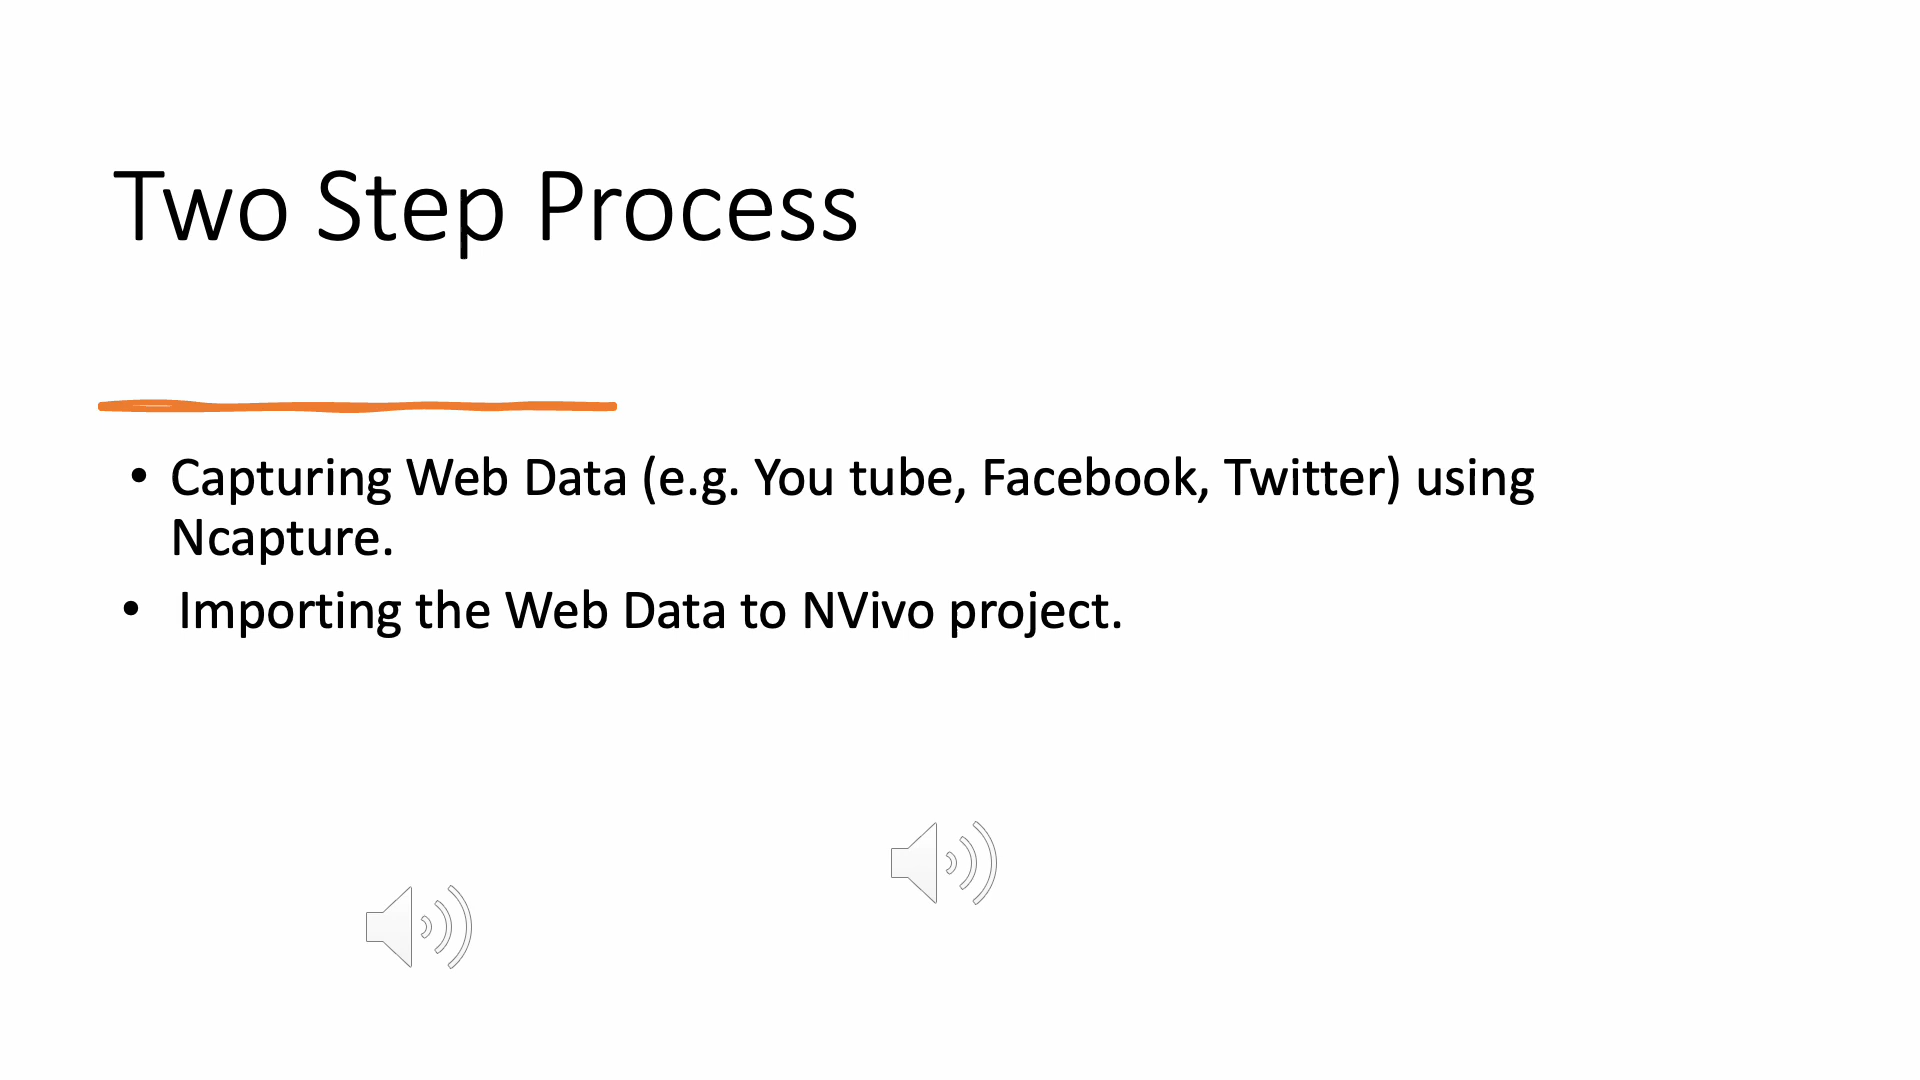 Two Step Process
• Capturing Web Data (e.g. You tube, Facebook, Twitter) using
Ncapture.
• Importing the Web Data to NVivo project.